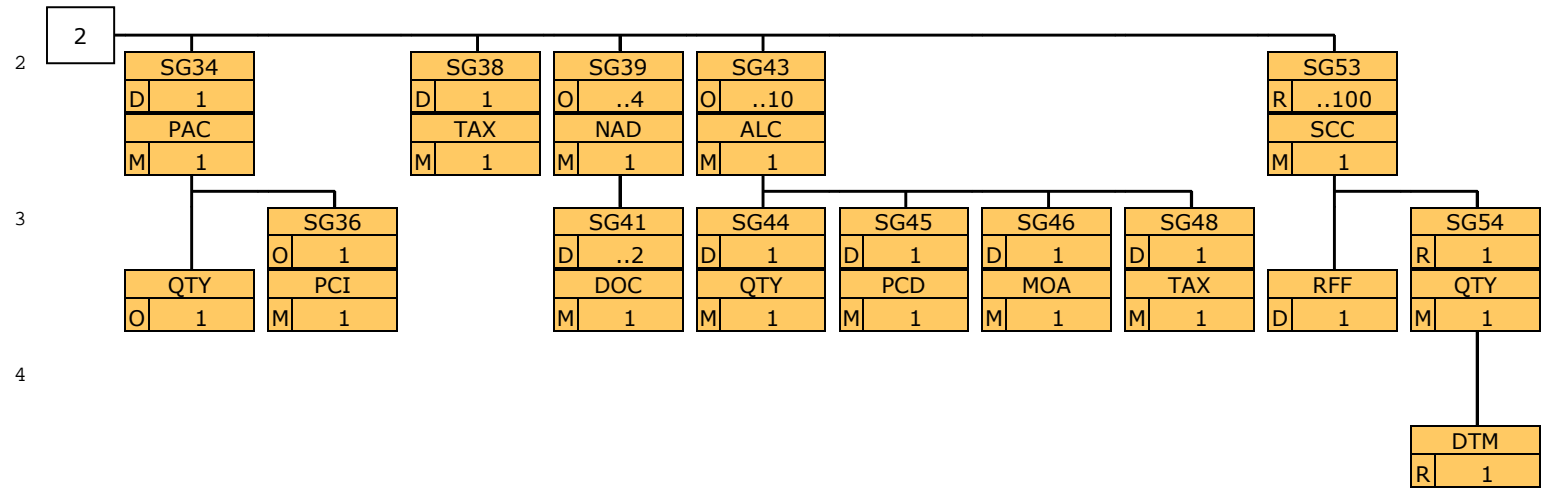 2
2
SG34 SG38 SG39 SG43 SG53
D 1 D 1 O ..4 O ..10 R ..100
PAC TAX NAD ALC SCC
M 1 M 1 M 1 M 1 M 1
3
SG36 SG41 SG44 SG45 SG46 SG48 SG54
O 1 D ..2 D 1 D 1 D 1 D 1 R 1
QTY PCI DOC QTY PCD MOA TAX RFF QTY
O 1 M 1 M 1 M 1 M 1 M 1 M 1 D 1 M 1
4
DTM
R 1